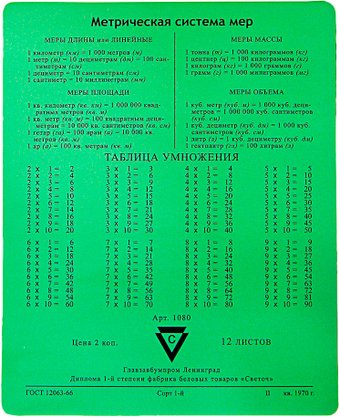 Метрическая система мер
МЕРЫ ДЛИНЫ или ЛИНЕЙНЫЕ
1 километр (км) = 1 000 метров (м)
1 метр (м) = 10 дециметрам (дм) = 100 сан-
тиметрам (см)
1 дециметр = 10 сантиметрам (см)
1 сантиметр = 10 миллиметрам (мм)
МЕРЫ МАССЫ
1 тонна (т) = 1 000 килограммов (кг)
1 центнер (ц) = 100 килограммам (кг)
1 килограмм (кг) = 1 000 граммов (г)
1 грамм (г) = 1 000 миллиграммов (мг)
МЕРЫ ПЛОЩАДИ
1 кв. километр (кв. км) = 1 000 000 квад-
ратных метров (кв. м)
1 кв. метр (кв. м) = 100 квадратным деци-
метрам = 10 000 кв. сантиметров (кв. см)
1 гектар (га) = 100 арам (а) = 10 000 кв.
метров (кв. м)
1 ар (а) = 100 кв. метрам (кв. м)
МЕРЫ ОБЪЕМА
1 куб. метр (куб. м) = 1 000 куб. деци-
метров = 1 000 000 куб. сантиметров
(куб. см)
1 куб. дециметр (куб. дм) = 1 000 куб.
сантиметров (куб. см)
1 литр (л) = 1 куб. дециметру (куб. дм)
1 гектолитр (гл) = 100 литрам (л)
ТАБЛИЦА УМНОЖЕНИЯ
2 x 1 = 2 3 x 1 = 3 4 x 1 = 4 5 x 1 = 5
2 x 2 = 4 3 x 2 = 6 4 x 2 = 8 5 x 2 = 10
2 x 3 = 6 3 x 3 = 9 4 x 3 = 12 5 x 3 = 15
2 x 4 = 8 3 x 4 = 12 4 x 4 = 16 5 x 4 = 20
2 x 5 = 10 3 x 5 = 15 4 x 5 = 20 5 x 5 = 25
2 x 6 = 12 3 x 6 = 18 4 x 6 = 24 5 x 6 = 30
2 x 7 = 14 3 x 7 = 21 4 x 7 = 28 5 x 7 = 35
2 x 8 = 16 3 x 8 = 24 4 x 8 = 32 5 x 8 = 40
2 x 9 = 18 3 x 9 = 27 4 x 9 = 36 5 x 9 = 45
2 x 10 = 20 3 x 10 = 30 4 x 10 = 40 5 x 10 = 50
6 x 1 = 6 7 x 1 = 7 8 x 1 = 8 9 x 1 = 9
6 x 2 = 12 7 x 2 = 14 8 x 2 = 16 9 x 2 = 18
6 x 3 = 18 7 x 3 = 21 8 x 3 = 24 9 x 3 = 27
6 x 4 = 24 7 x 4 = 28 8 x 4 = 32 9 x 4 = 36
6 x 5 = 30 7 x 5 = 35 8 x 5 = 40 9 x 5 = 45
6 x 6 = 36 7 x 6 = 42 8 x 6 = 48 9 x 6 = 54
6 x 7 = 42 7 x 7 = 49 8 x 7 = 56 9 x 7 = 63
6 x 8 = 48 7 x 8 = 56 8 x 8 = 64 9 x 8 = 72
6 x 9 = 54 7 x 9 = 63 8 x 9 = 72 9 x 9 = 81
6 x 10 = 60 7 x 10 = 70 8 x 10 = 80 9 x 10 = 90
Арт. 1080
Цена 2 коп. С 12 ЛИСТОВ
Главзапбумпром Ленинград
Диплома 1-й степени фабрика беловых товаров «Светоч»
ГОСТ 12063-66 Сорт 1-й II кв. 1970 г.